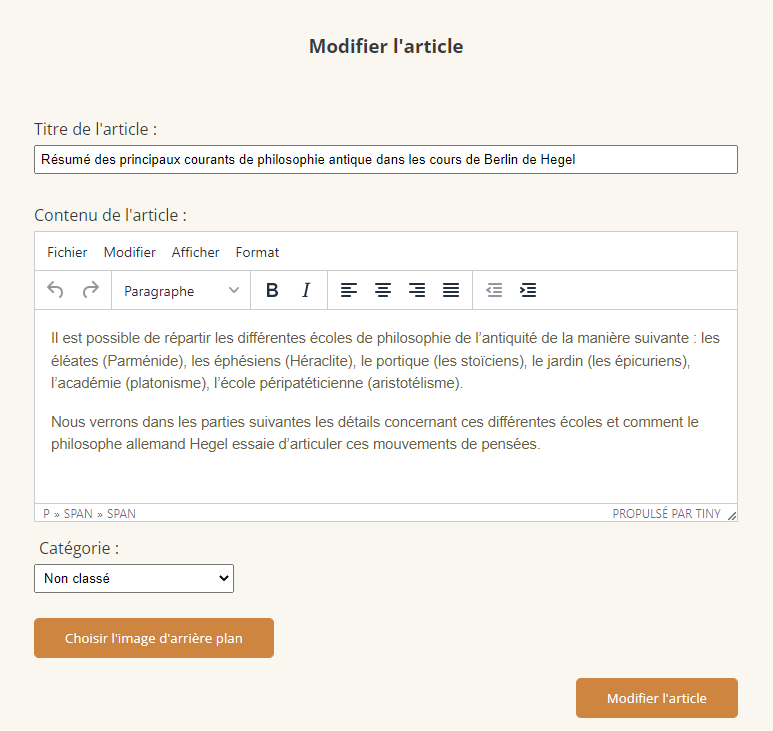 Modifier l'article
Titre de l'article :
Résumé des principaux courants de philosophie antique dans les cours de Berlin de Hegel
Contenu de l'article :
Fichier Modifier Afficher Format
Paragraphe B I
Il est possible de répartir les différentes écoles de philosophie de l’antiquité de la manière suivante : les
éléates (Parménide), les éphésiens (Héraclite), le portique (les stoïciens), le jardin (les épicuriens),
l’académie (platonisme), l’école péripatéticienne (aristotélisme).
Nous verrons dans les parties suivantes les détails concernant ces différentes écoles et comment le
philosophe allemand Hegel essaie d’articuler ces mouvements de pensées.
P » SPAN » SPAN PROPULSÉ PAR TINY
Catégorie :
Non classé
Choisir l'image d'arrière plan
Modifier l'article